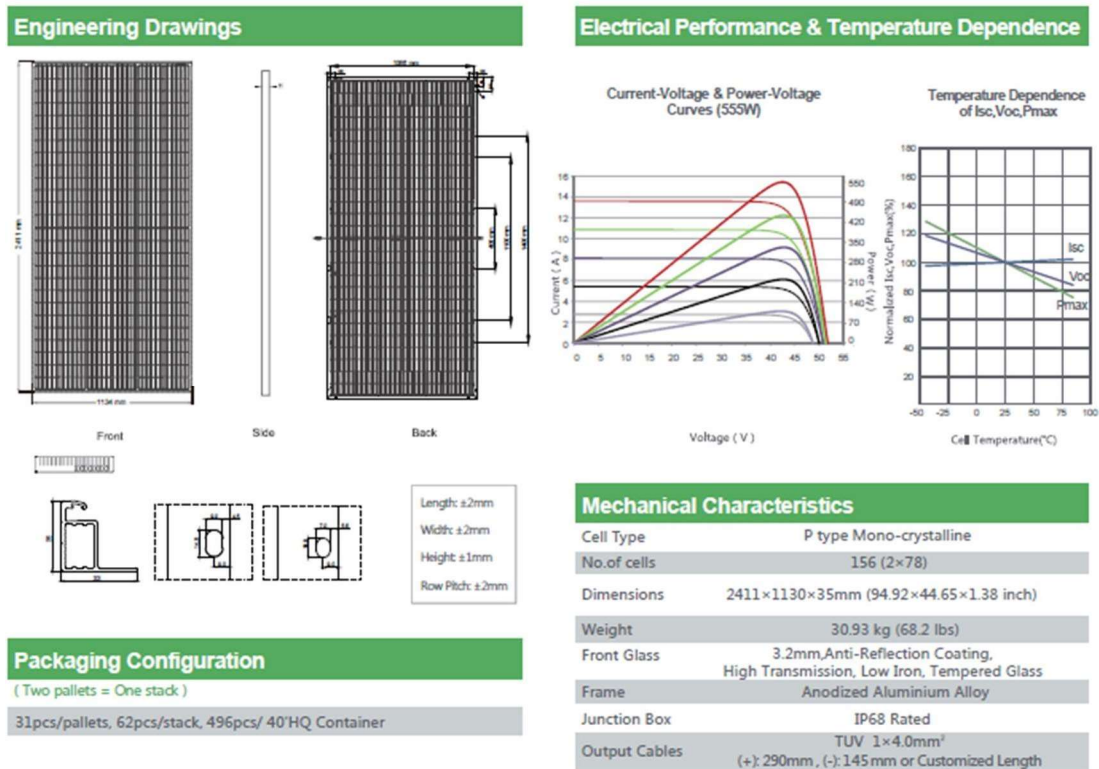 Engineering Drawings
2411 mm
1134 mm
Front
Side
Back
Length: ±2mm
Width: ±2mm
Height: ±1mm
Row Pitch: ±2mm
Packaging Configuration
( Two pallets = One stack )
31pcs/pallets, 62pcs/stack, 496pcs/ 40'HQ Container
Electrical Performance & Temperature Dependence
Current-Voltage & Power-Voltage
Curves (555W)
Current ( A )
16
14
12
10
8
6
4
2
0
0 5 10 15 20 25 30 35 40 45 50 55
Voltage ( V )
550
490
420
350
280
210
140
70
0
Power ( W )
Temperature Dependence
of Isc,Voc,Pmax
Normalized Isc,Voc,Pmax(%)
180
160
140
120
100
80
60
40
20
Isc
Voc
Pmax
-50 -25 0 25 50 75 100
Cell Temperature(℃)
Mechanical Characteristics
Cell Type P type Mono-crystalline
No.of cells 156 (2×78)
Dimensions 2411×1130×35mm (94.92×44.65×1.38 inch)
Weight 30.93 kg (68.2 lbs)
Front Glass 3.2mm,Anti-Reflection Coating,
High Transmission, Low Iron, Tempered Glass
Frame Anodized Aluminium Alloy
Junction Box IP68 Rated
Output Cables TUV 1×4.0mm²
(+): 290mm , (-): 145 mm or Customized Length